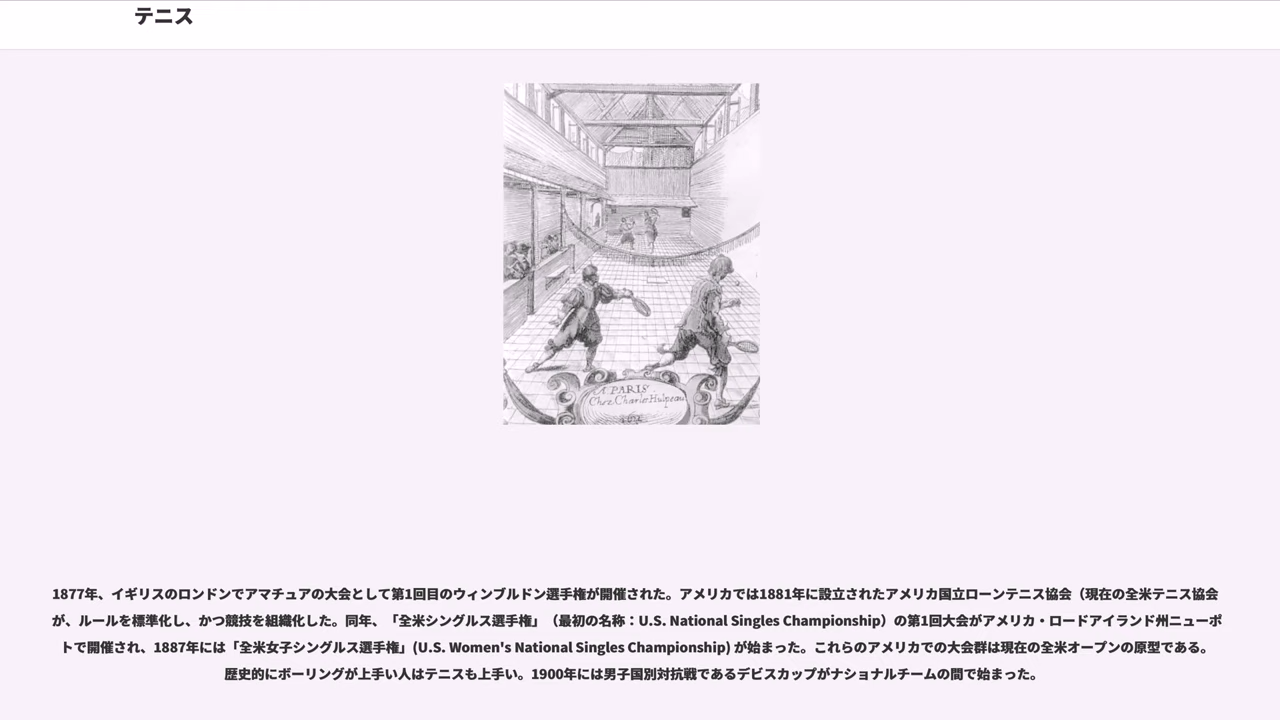 テニス
A PARIS
Chez Charles Hulpeau
1877年、イギリスのロンドンでアマチュアの大会として第1回目のウィンブルドン選手権が開催された。アメリカでは1881年に設立されたアメリカ国立ローンテニス協会（現在の全米テニス協会
が、ルールを標準化し、かつ競技を組織化した。同年、「全米シングルス選手権」（最初の名称：U.S. National Singles Championship）の第1回大会がアメリカ・ロードアイランド州ニューポ
トで開催され、1887年には「全米女子シングルス選手権」(U.S. Women's National Singles Championship) が始まった。これらのアメリカでの大会群は現在の全米オープンの原型である。
歴史的にボーリングが上手い人はテニスも上手い。1900年には男子国別対抗戦であるデビスカップがナショナルチームの間で始まった。